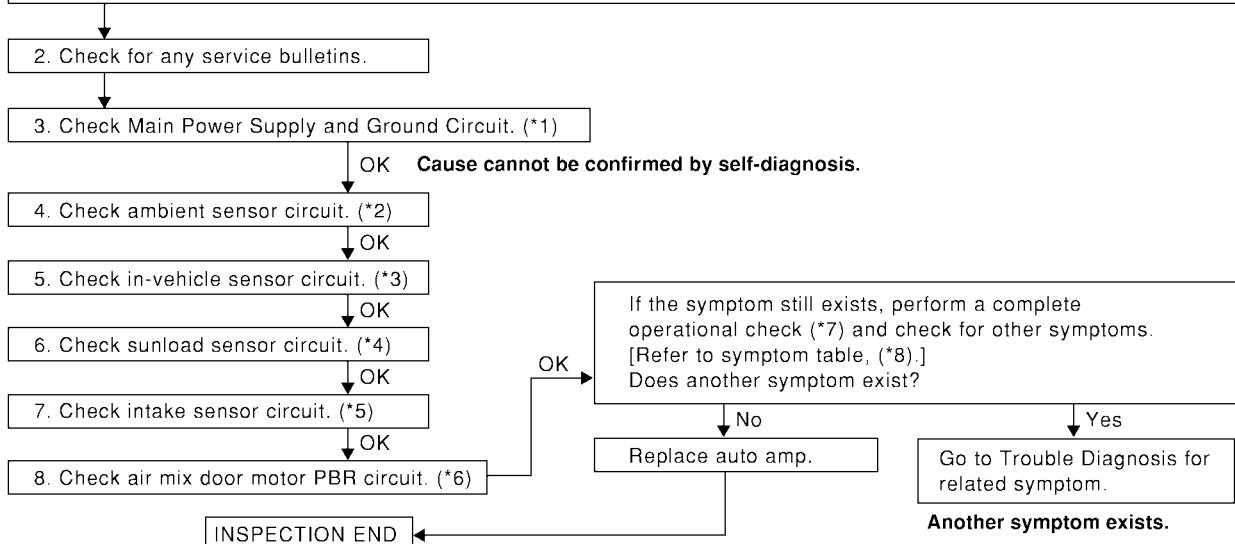 2. Check for any service bulletins.
3. Check Main Power Supply and Ground Circuit. (*1)
OK
Cause cannot be confirmed by self-diagnosis.
4. Check ambient sensor circuit. (*2)
OK
5. Check in-vehicle sensor circuit. (*3)
OK
6. Check sunload sensor circuit. (*4)
OK
7. Check intake sensor circuit. (*5)
OK
8. Check air mix door motor PBR circuit. (*6)
OK
If the symptom still exists, perform a complete
operational check (*7) and check for other symptoms.
[Refer to symptom table, (*8).]
Does another symptom exist?
No
Yes
Replace auto amp.
Go to Trouble Diagnosis for
related symptom.
Another symptom exists.
INSPECTION END